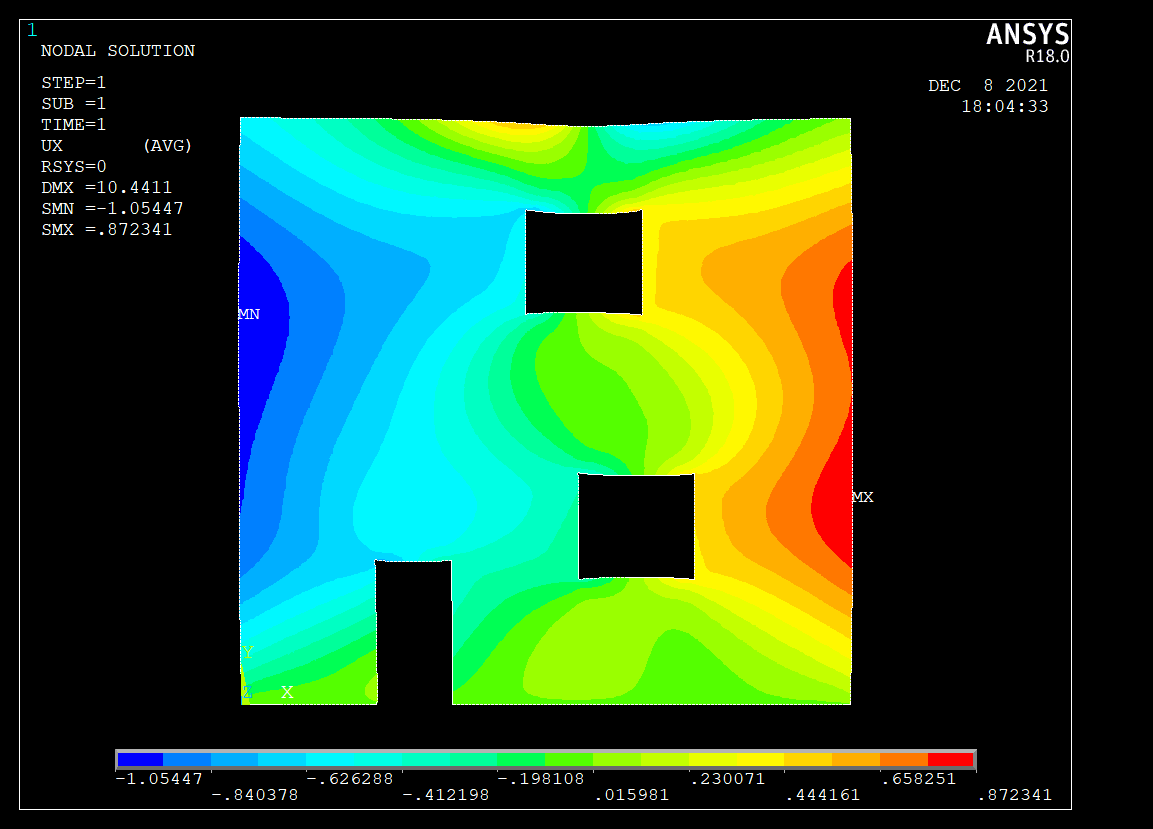 1
ANSYS
R18.0
NODAL SOLUTION
STEP=1
SUB =1
TIME=1
UX (AVG)
RSYS=0
DMX =10.4411
SMN =-1.05447
SMX =.872341
DEC 8 2021
18:04:33
MN
MX
Y
Z X
-1.05447 -.626288 -.198108 .230071 .658251
-.840378 -.412198 .015981 .444161 .872341